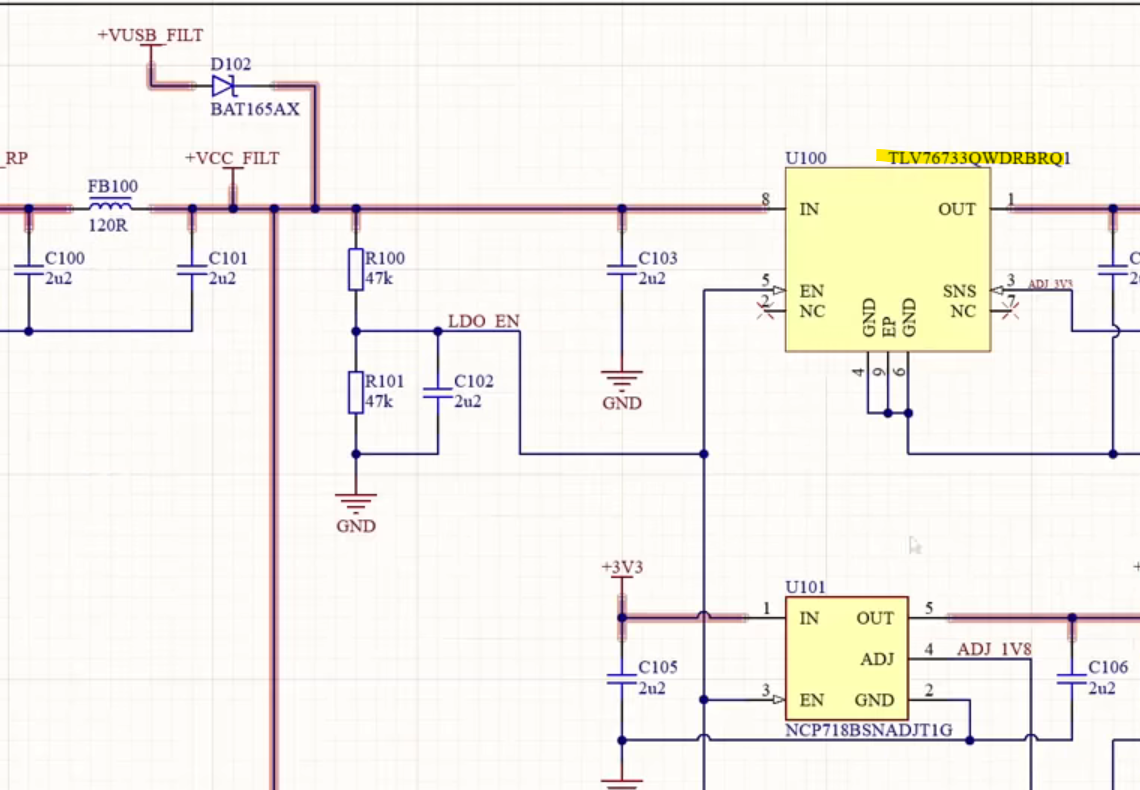 +VUSB_FILT
D102
BAT165AX
_RP
+VCC_FILT
FB100
120R
C100
2u2
C101
2u2
R100
47k
C103
2u2
LDO_EN
R101
47k
C102
2u2
GND
GND
U100
TLV76733QWDRBRQ1
8
IN
OUT
1
5
EN
SNS
3
ADJ_3V3
2
NC
NC
7
GND
EP
GND
4
9
6
C
+3V3
U101
1
IN
OUT
5
ADJ
4
ADJ_1V8
3
EN
GND
2
NCP718BSNADJT1G
C105
2u2
C106
2u2